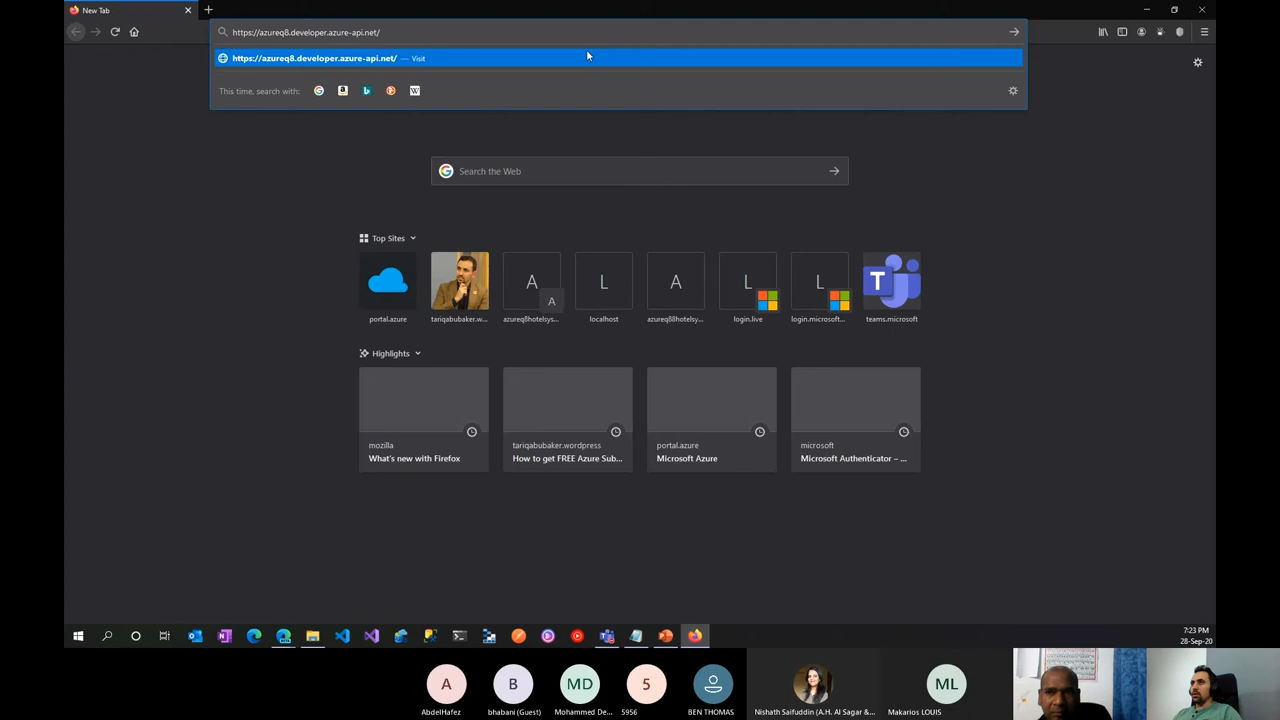 New Tab
https://azureq8.developer.azure-api.net/
https://azureq8.developer.azure-api.net/ — Visit
This time, search with:
Search the Web
Top Sites
A
A
L
A
L
L
T
portal.azure
tariqabubaker.w...
azureq8hotelsys...
localhost
azureq88hotelsy...
login.live
login.microsoft...
teams.microsoft
Highlights
mozilla
What's new with Firefox
tariqabubaker.wordpress
How to get FREE Azure Sub...
portal.azure
Microsoft Azure
microsoft
Microsoft Authenticator – ...
7:23 PM
28-Sep-20
A
B
MD
5
ML
AbdelHafez
bhabani (Guest)
Mohammed De...
5956
BEN THOMAS
Nishath Saifuddin (A.H. Al Sagar &...
Makarios LOUIS